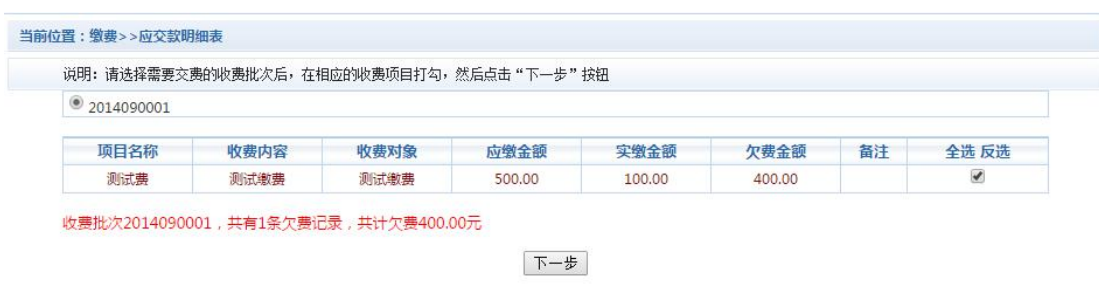 当前位置：缴费>>应交款明细表
说明：请选择需要交费的收费批次后，在相应的收费项目打勾，然后点击“下一步”按钮
2014090001
项目名称 收费内容 收费对象 应缴金额 实缴金额 欠费金额 备注 全选 反选
测试费 测试缴费 测试缴费 500.00 100.00 400.00
收费批次2014090001，共有1条欠费记录，共计欠费400.00元
下一步